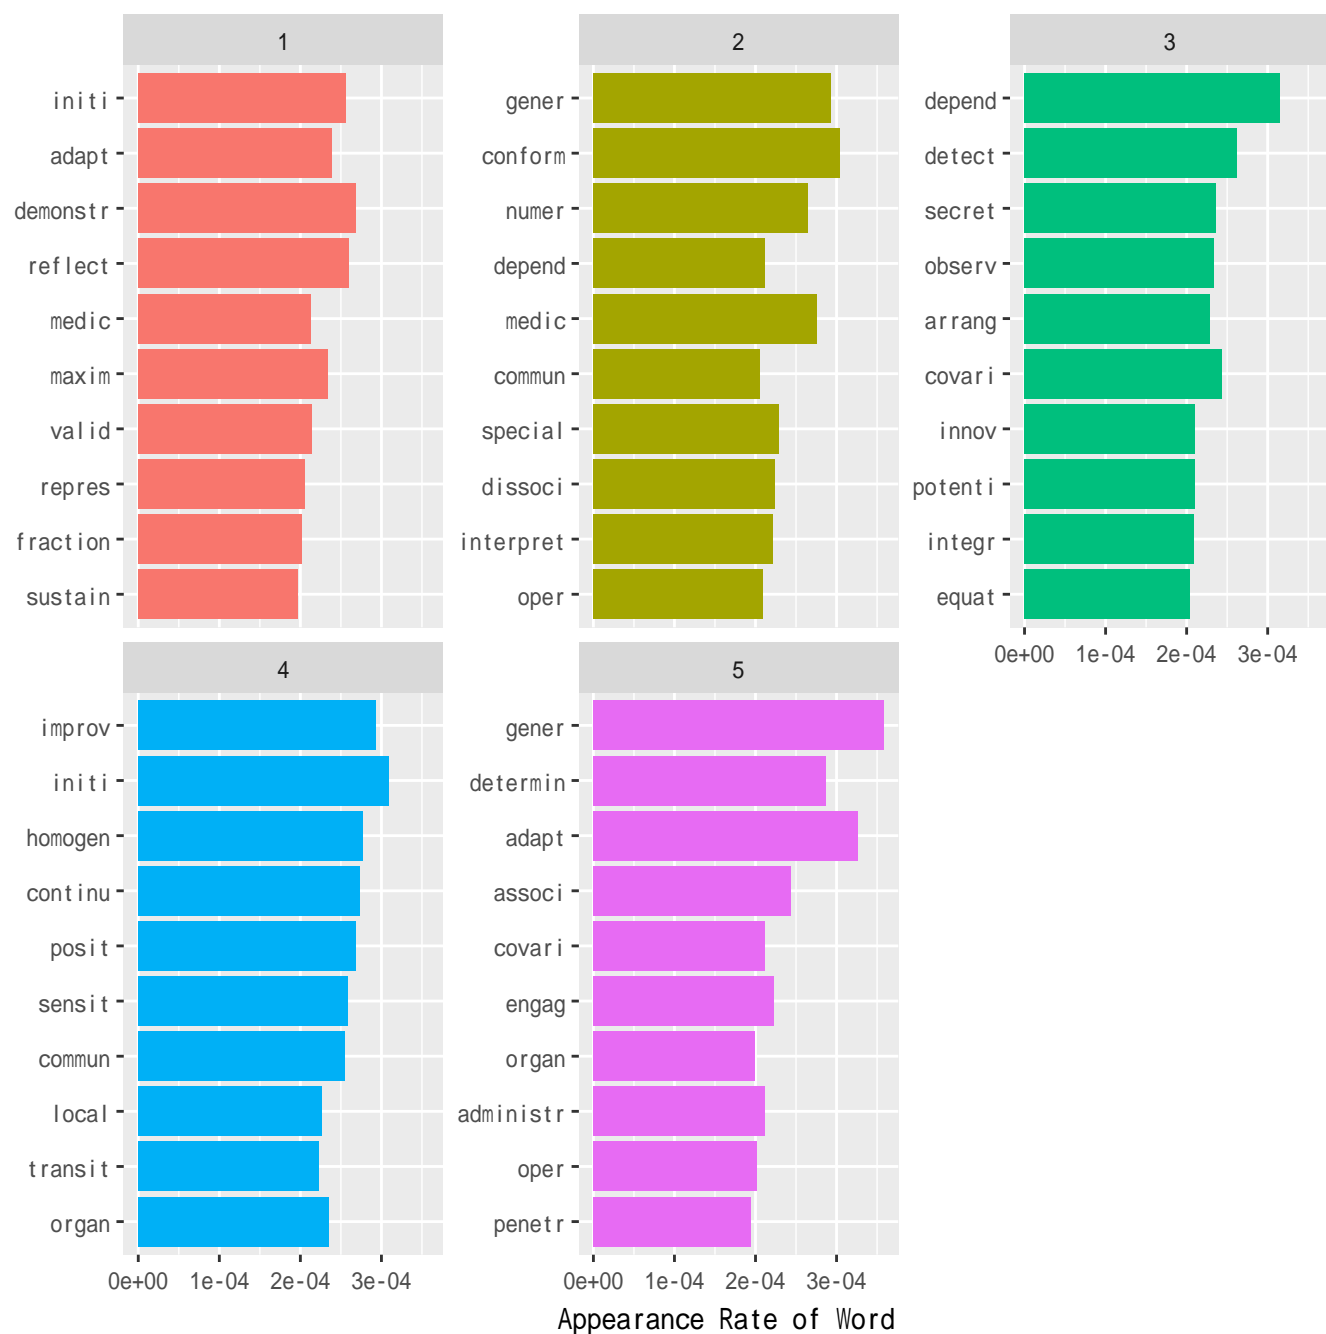 1
initi
adapt
demonstr
reflect
medic
maxim
valid
repres
fraction
sustain
2
gener
conform
numer
depend
medic
commun
special
dissoci
interpret
oper
3
depend
detect
secret
observ
arrang
covari
innov
potenti
integr
equat
0e+00 1e-04 2e-04 3e-04
4
improv
initi
homogen
continu
posit
sensit
commun
local
transit
organ
0e+00 1e-04 2e-04 3e-04
5
gener
determin
adapt
associ
covari
engag
organ
administr
oper
penetr
0e+00 1e-04 2e-04 3e-04
Appearance Rate of Word